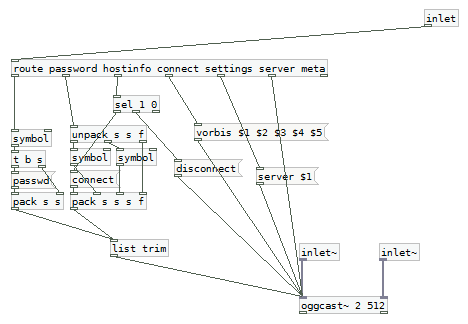 inlet
route password hostinfo connect settings server meta
sel 1 0
unpack s s f
vorbis $1 $2 $3 $4 $5
symbol
t b s
symbol
symbol
disconnect
passwd
connect
server $1
pack s s
pack s s s f
list trim
inlet~
inlet~
oggcast~ 2 512